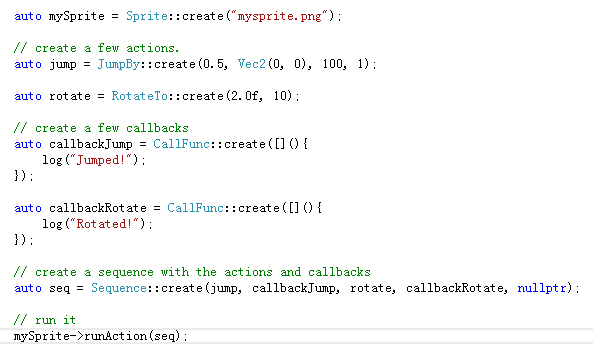 auto mySprite = Sprite::create("mysprite.png");
// create a few actions.
auto jump = JumpBy::create(0.5, Vec2(0, 0), 100, 1);
auto rotate = RotateTo::create(2.0f, 10);
// create a few callbacks
auto callbackJump = CallFunc::create([](){
    log("Jumped!");
});
auto callbackRotate = CallFunc::create([](){
    log("Rotated!");
});
// create a sequence with the actions and callbacks
auto seq = Sequence::create(jump, callbackJump, rotate, callbackRotate, nullptr);
// run it
mySprite->runAction(seq);